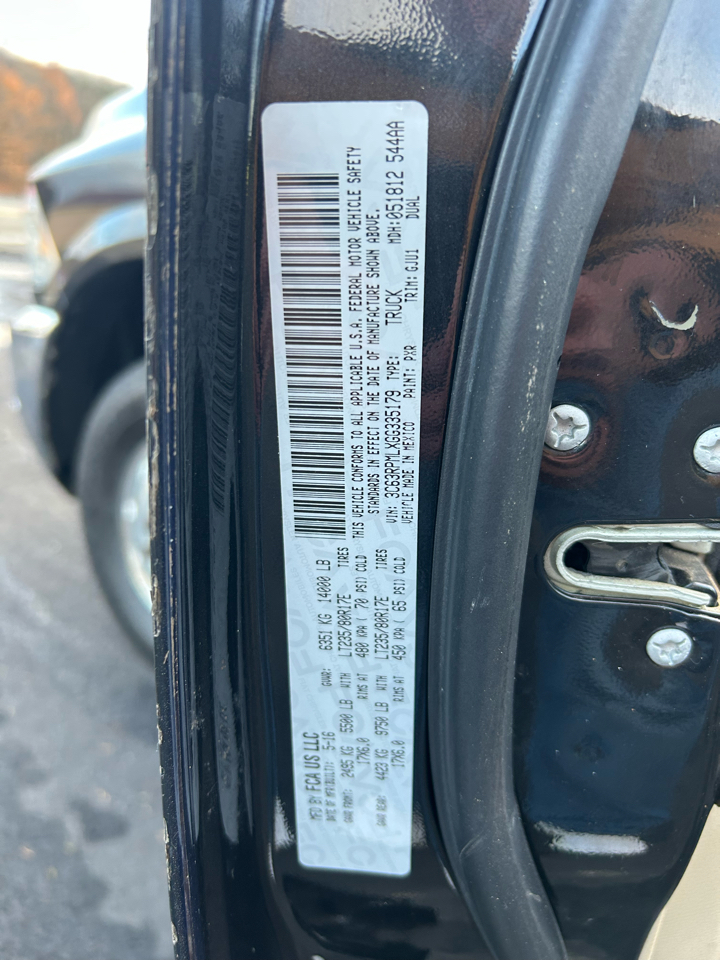 MFD BY FCA US LLC
DATE OF MFR(BUILT): 5-16 GVWR: 6351 KG 14000 LB
GAWR FRONT: 2495 KG 5500 LB WITH LT235/80R17E TIRES
17X6.0 RIMS AT 480 KPA ( 70 PSI) COLD
GAWR REAR: 4423 KG 9750 LB WITH LT235/80R17E TIRES
17X6.0 RIMS AT 450 KPA ( 65 PSI) COLD
THIS VEHICLE CONFORMS TO ALL APPLICABLE U.S.A. FEDERAL MOTOR VEHICLE SAFETY
STANDARDS IN EFFECT ON THE DATE OF MANUFACTURE SHOWN ABOVE.
VIN: 3C63RPMLXGG335179 TYPE: TRUCK MDH:051812 544AA
VEHICLE MADE IN MEXICO PAINT: PXR TRIM: GJU1 DUAL